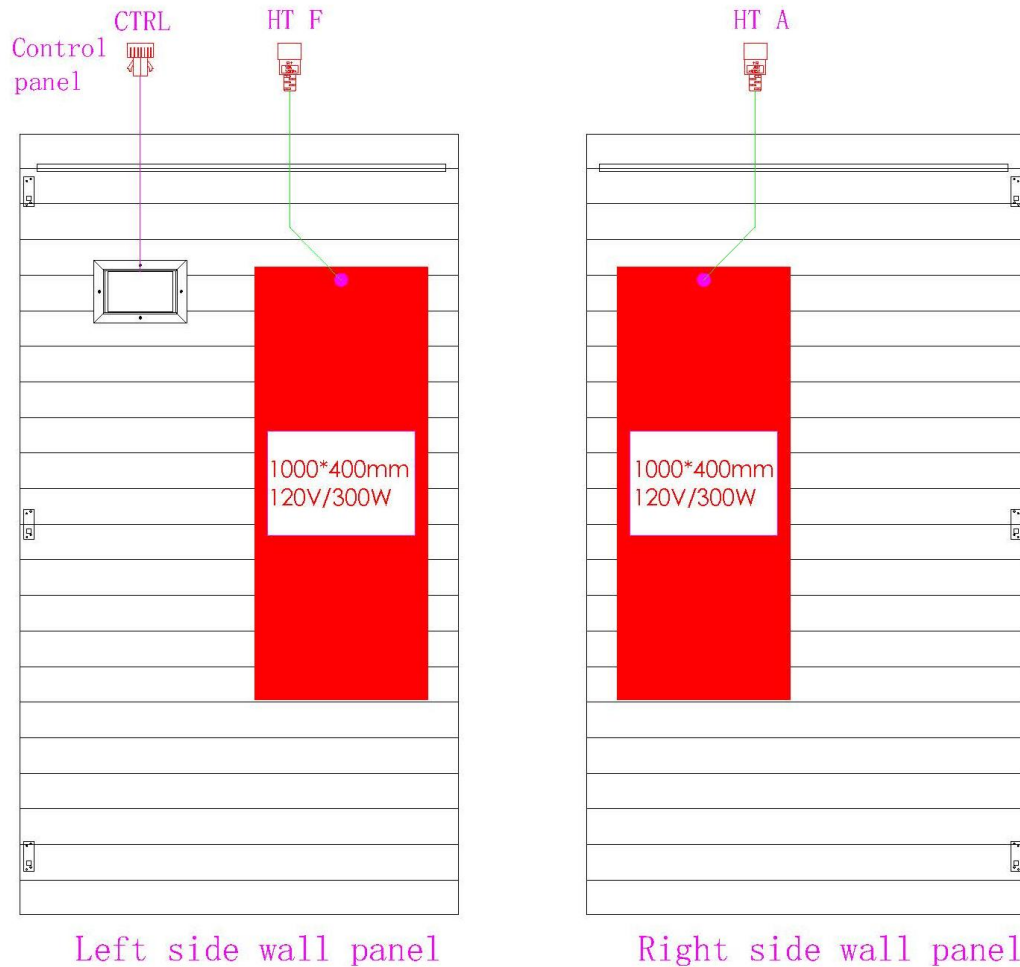 CTRL
HT F
HT A
Control
panel
1000*400mm
120V/300W
1000*400mm
120V/300W
Left side wall panel
Right side wall panel